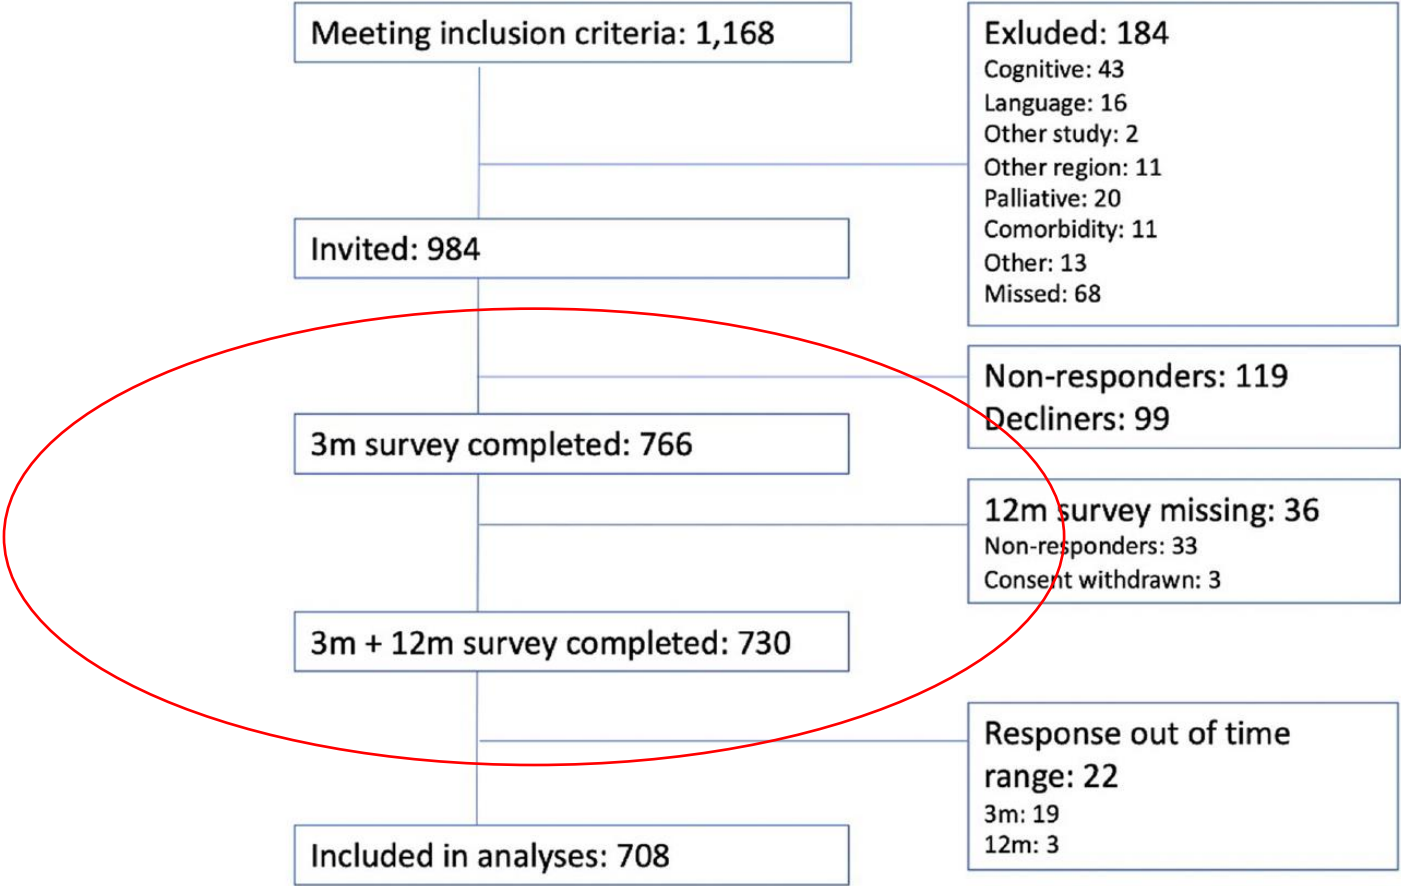 Meeting inclusion criteria: 1,168
Exluded: 184
Cognitive: 43
Language: 16
Other study: 2
Other region: 11
Palliative: 20
Comorbidity: 11
Other: 13
Missed: 68
Invited: 984
Non-responders: 119
Decliners: 99
3m survey completed: 766
12m survey missing: 36
Non-responders: 33
Consent withdrawn: 3
3m + 12m survey completed: 730
Response out of time
range: 22
3m: 19
12m: 3
Included in analyses: 708